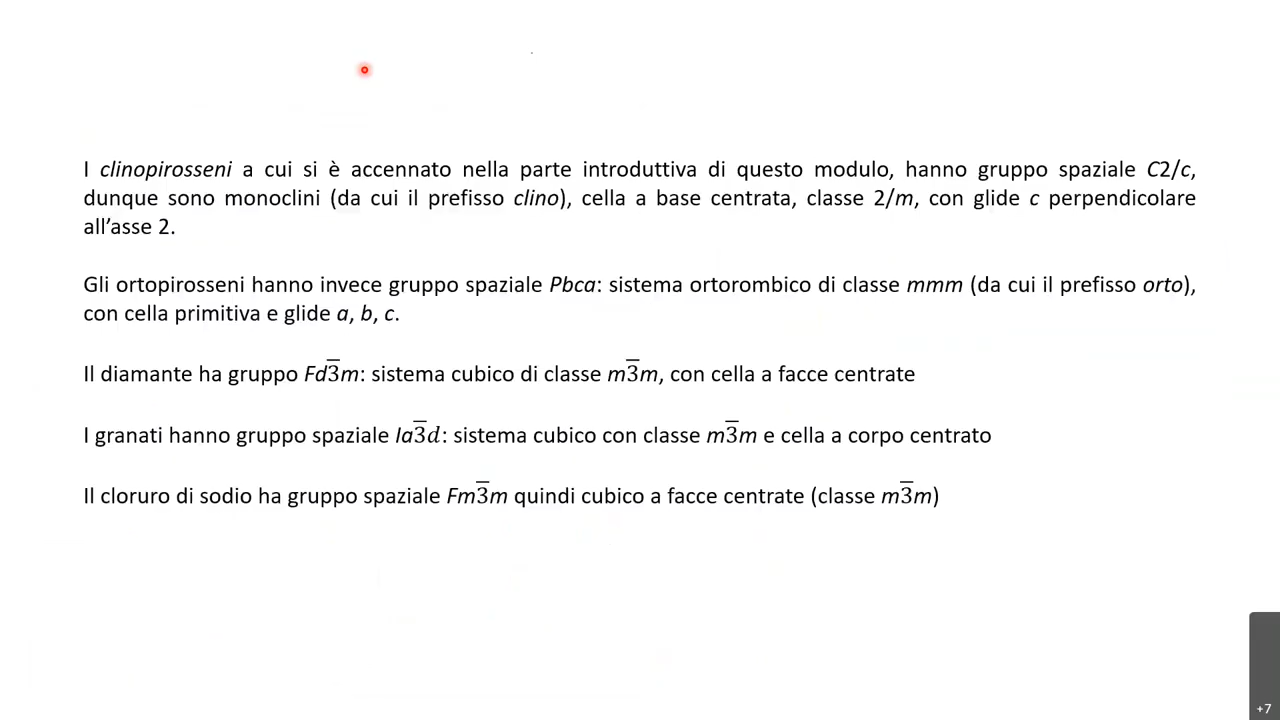 I clinopirosseni a cui si è accennato nella parte introduttiva di questo modulo, hanno gruppo spaziale C2/c,
dunque sono monoclini (da cui il prefisso clino), cella a base centrata, classe 2/m, con glide c perpendicolare
all’asse 2.
Gli ortopirosseni hanno invece gruppo spaziale Pbca: sistema ortorombico di classe mmm (da cui il prefisso orto),
con cella primitiva e glide a, b, c.
Il diamante ha gruppo Fd3̅m: sistema cubico di classe m3̅m, con cella a facce centrate
I granati hanno gruppo spaziale Ia3̅d: sistema cubico con classe m3̅m e cella a corpo centrato
Il cloruro di sodio ha gruppo spaziale Fm3̅m quindi cubico a facce centrate (classe m3̅m)
+7